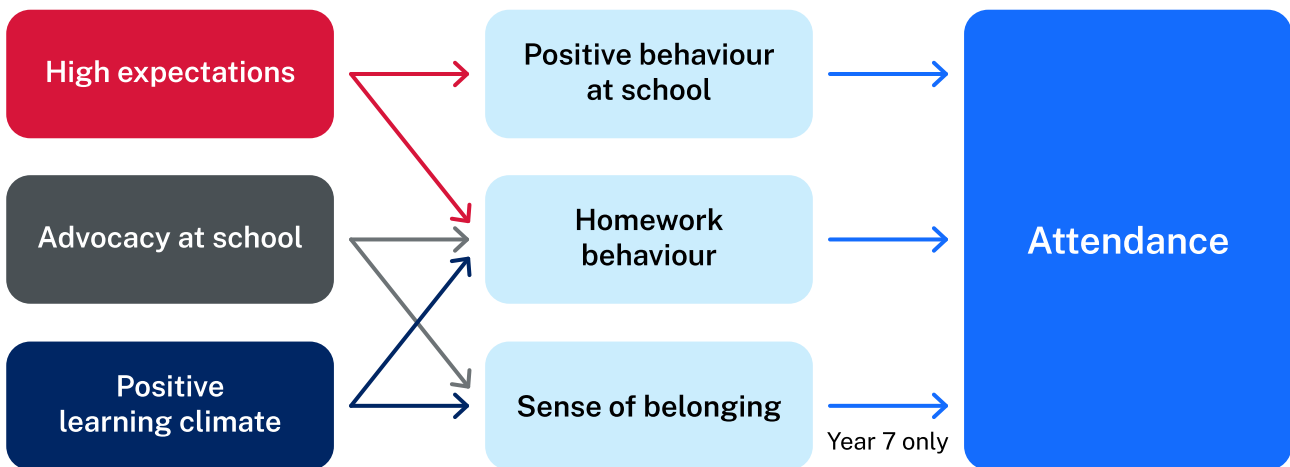 High expectations
Positive behaviour
at school
Advocacy at school
Homework
behaviour
Attendance
Positive
learning climate
Sense of belonging
Year 7 only